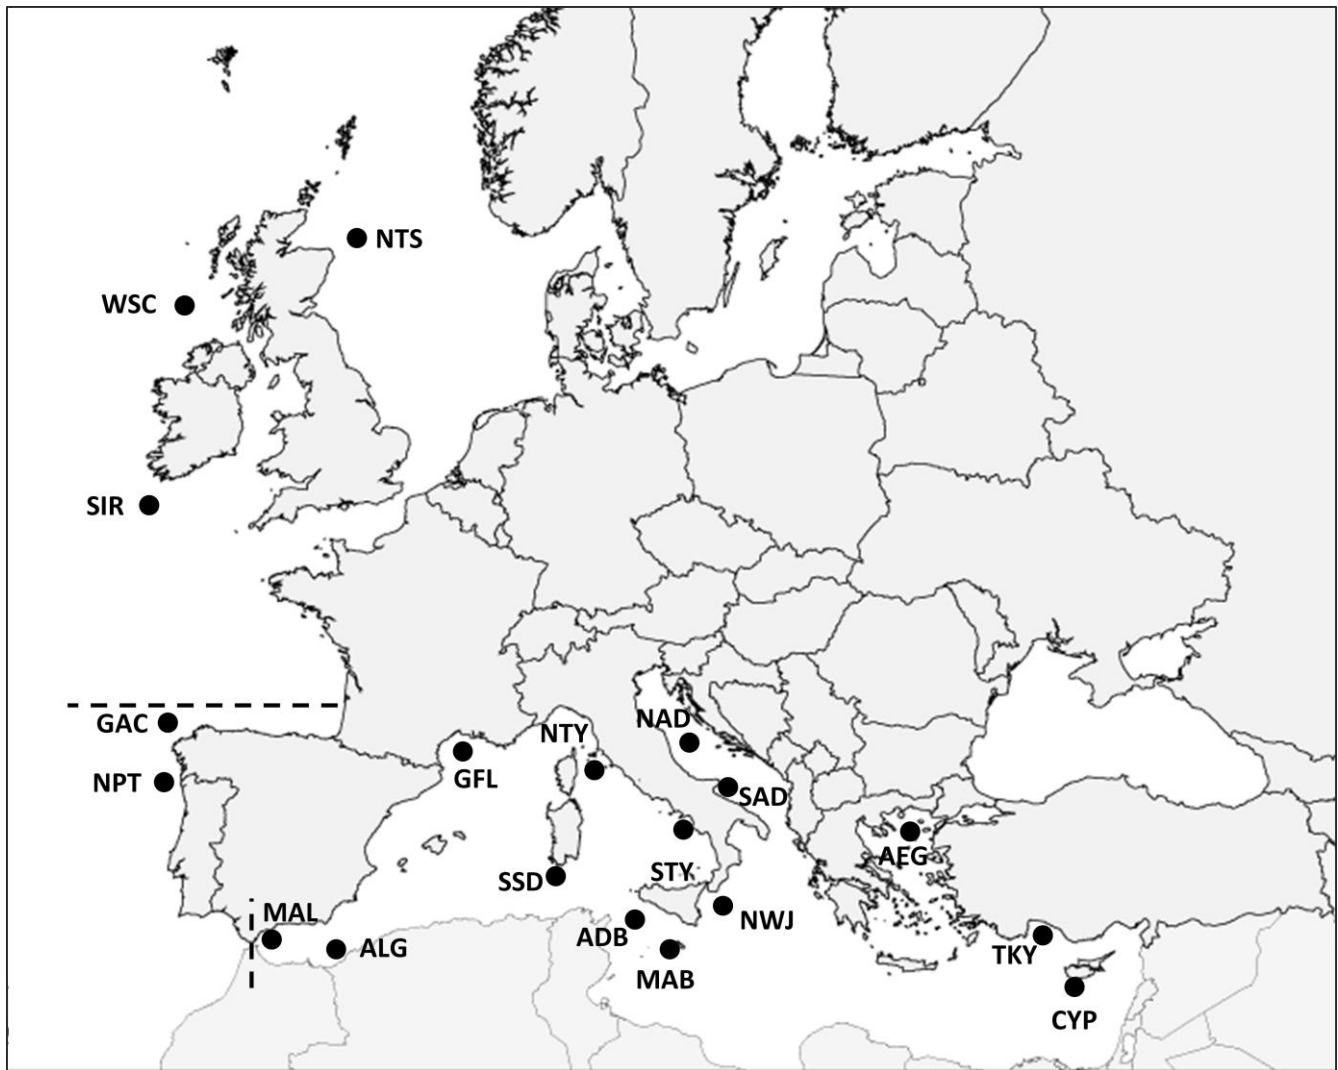 NTS
WSC
SIR
GAC
NPT
NTY
NAD
GFL
SAD
AEG
STY
SSD
MAL
ALG
ADB
NWJ
MAB
TKY
CYP